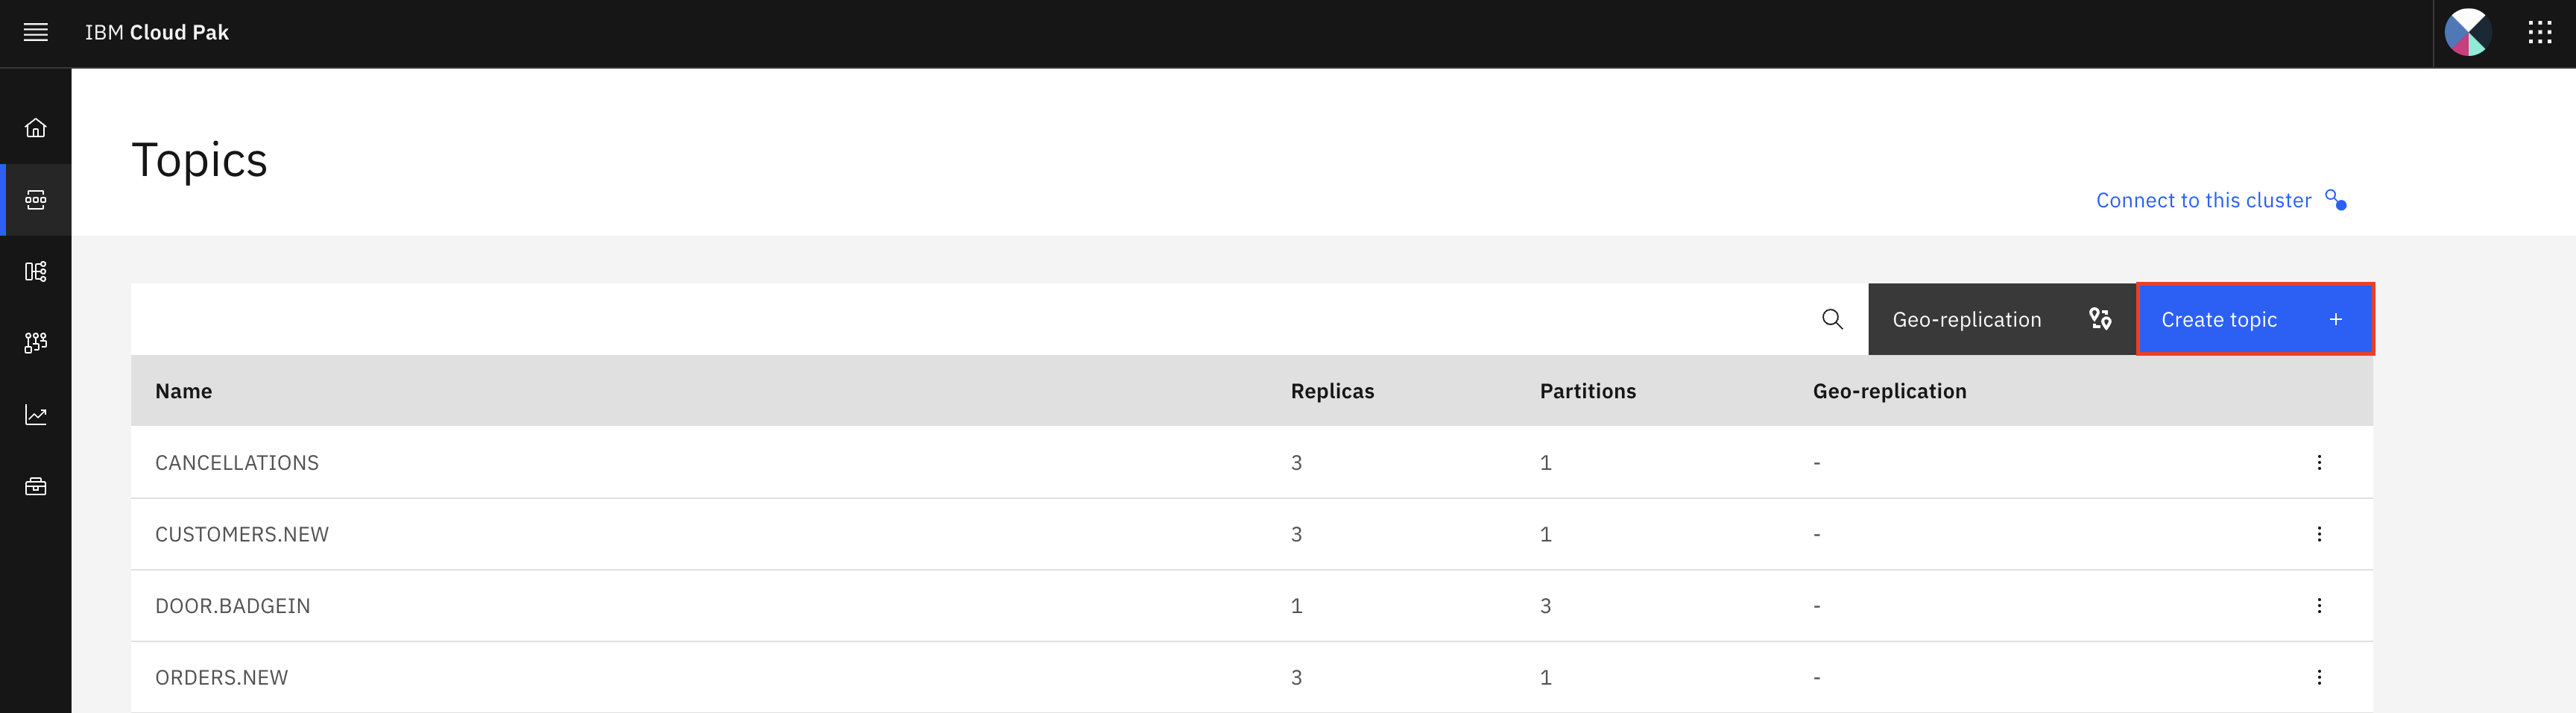 IBM Cloud Pak
Topics
Connect to this cluster
Geo-replication
Create topic +
Name Replicas Partitions Geo-replication
CANCELLATIONS 3 1 -
CUSTOMERS.NEW 3 1 -
DOOR.BADGEIN 1 3 -
ORDERS.NEW 3 1 -